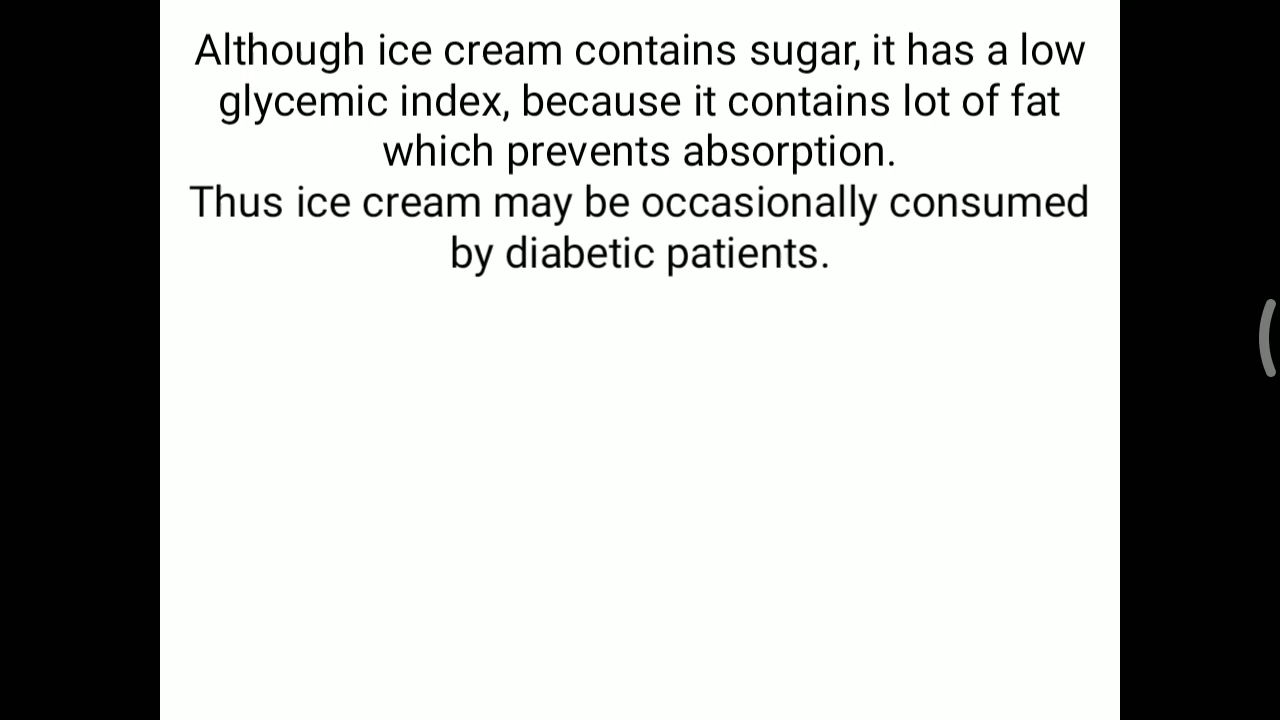 Although ice cream contains sugar, it has a low
glycemic index, because it contains lot of fat
which prevents absorption.
Thus ice cream may be occasionally consumed
by diabetic patients.